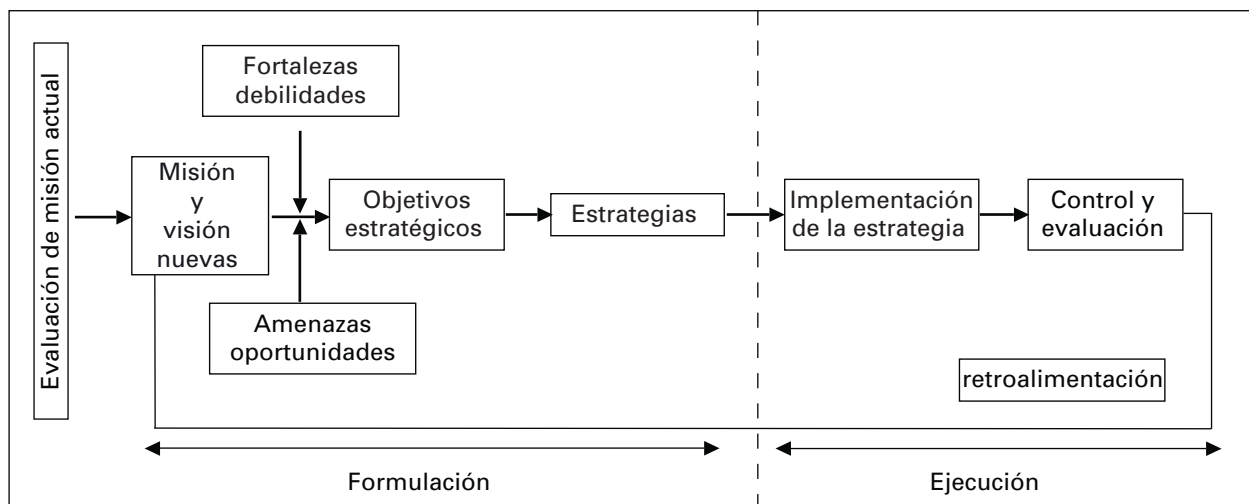 Evaluación de misión actual
Fortalezas
debilidades
Misión
y
visión
nuevas
Objetivos
estratégicos
Estrategias
Implementación
de la estrategia
Control y
evaluación
Amenazas
oportunidades
retroalimentación
Formulación
Ejecución